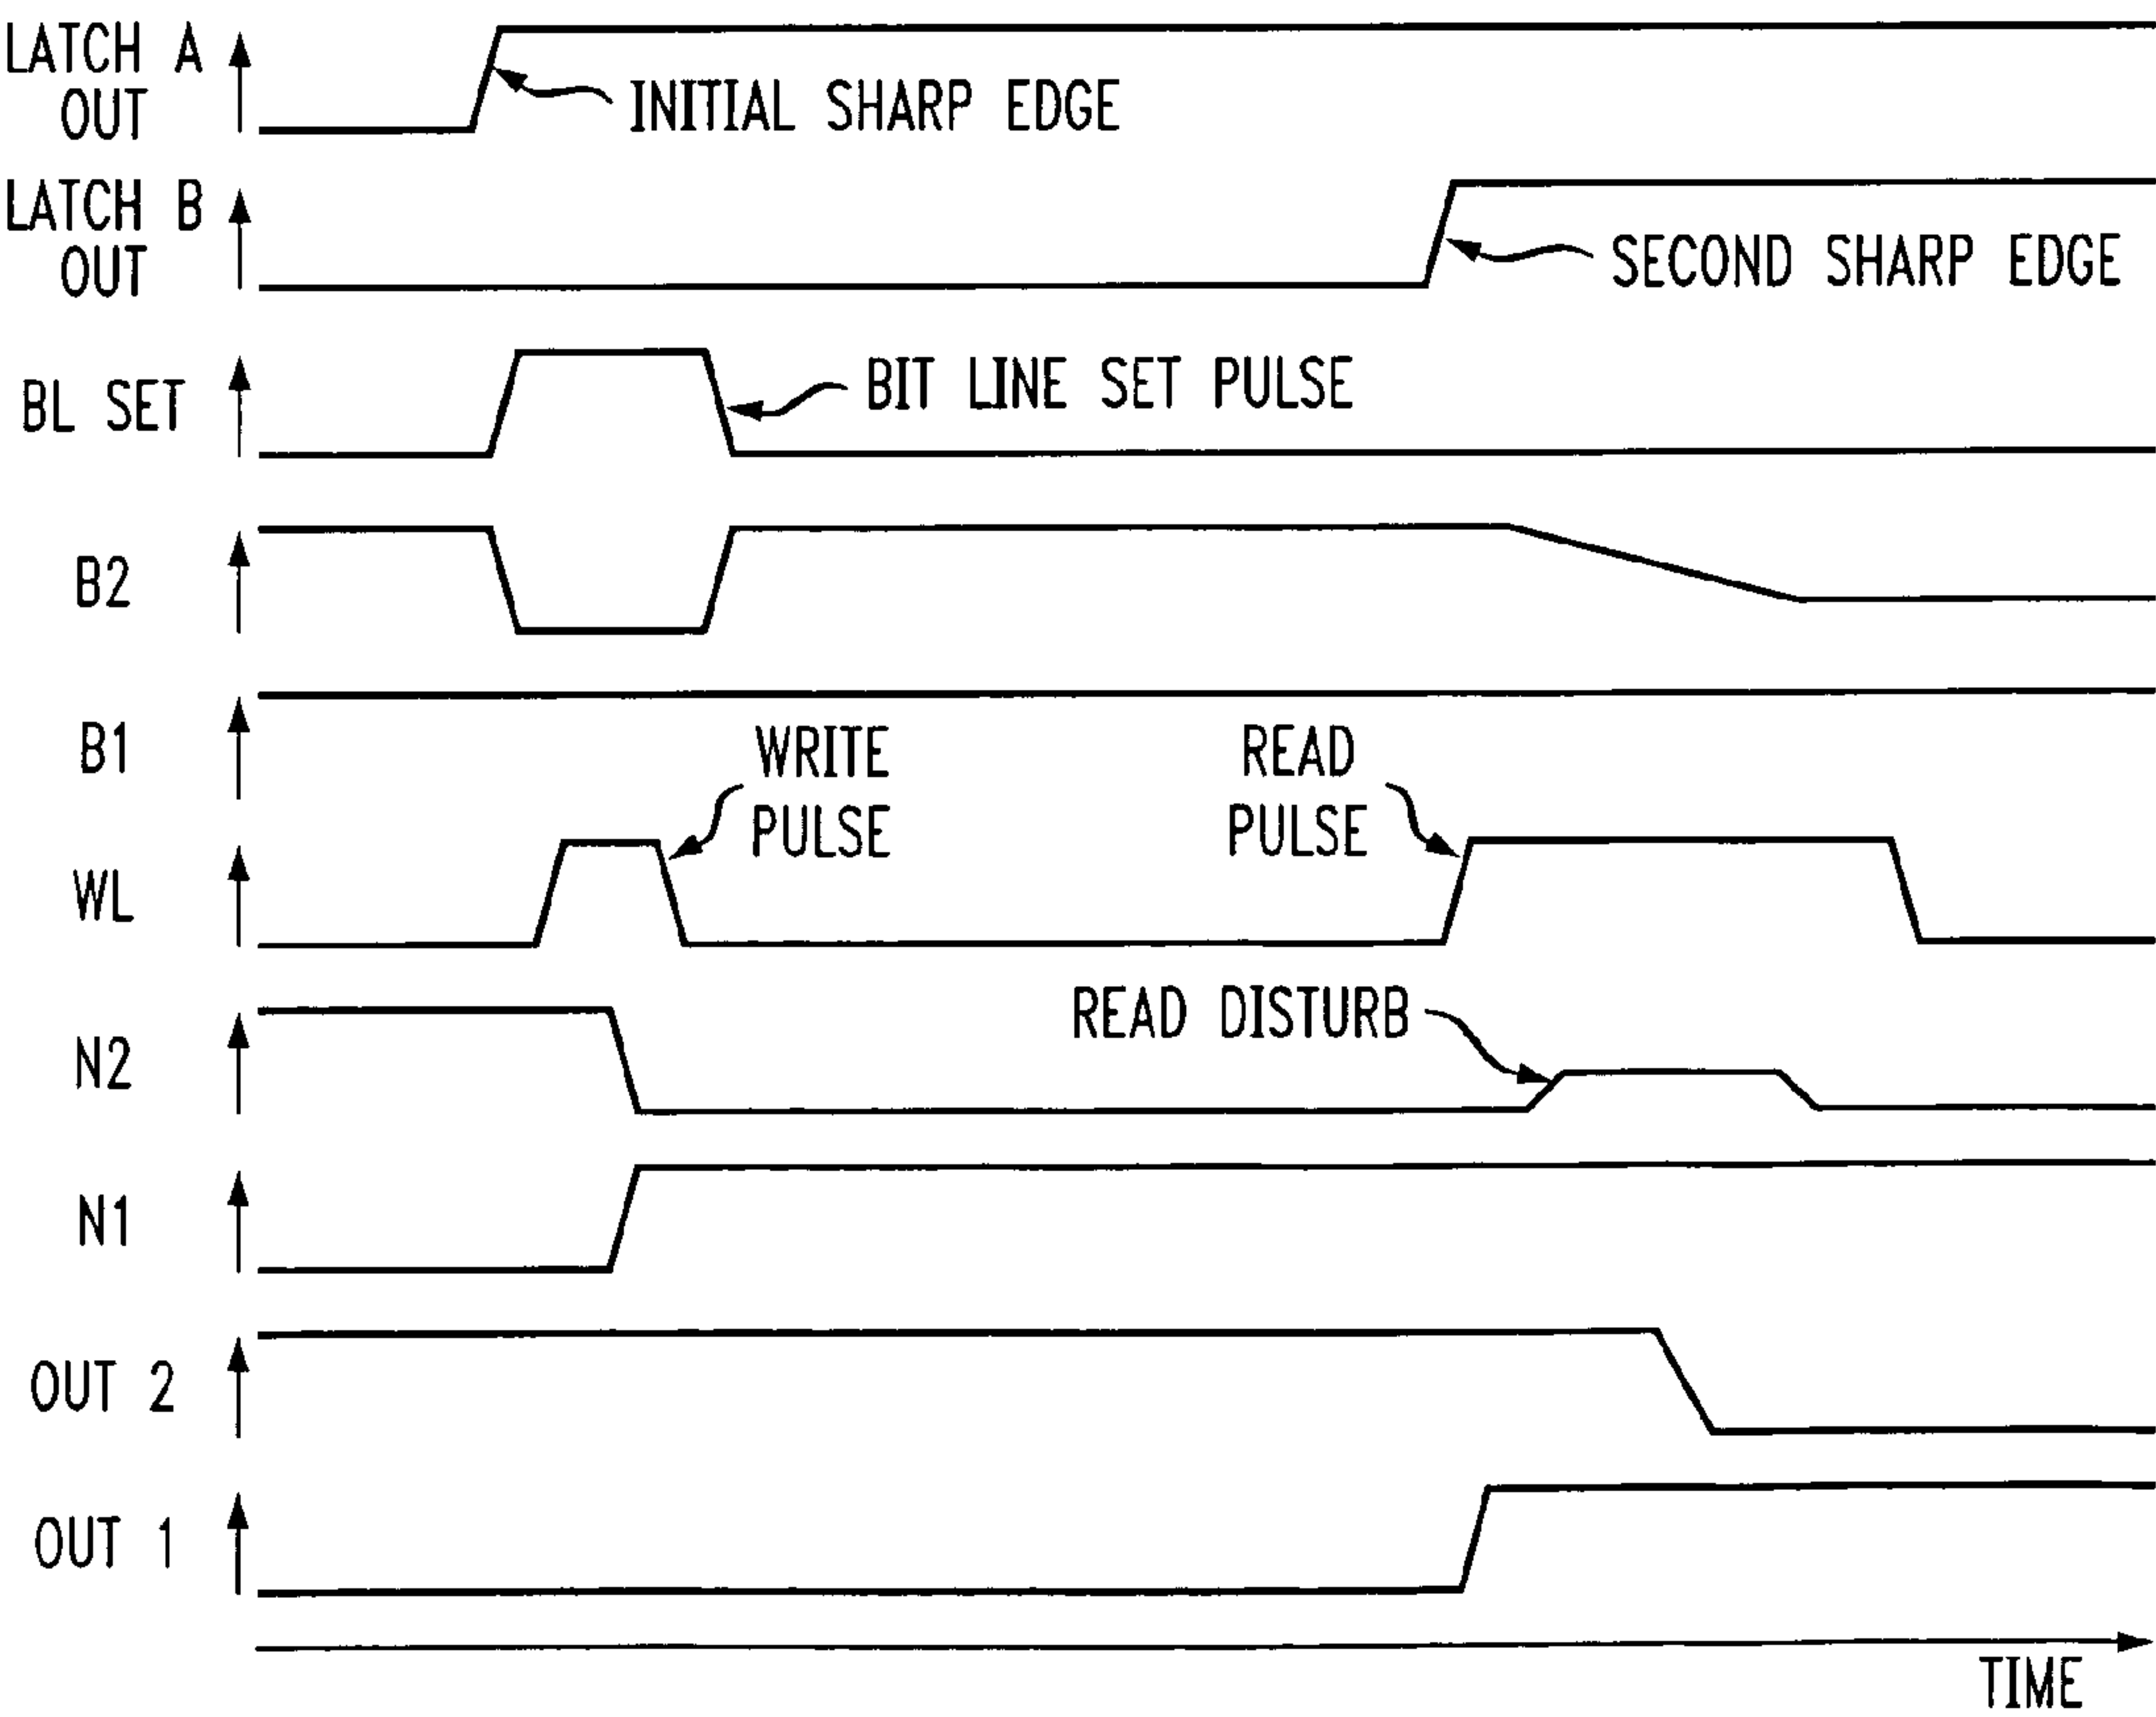 LATCH A
OUT
INITIAL SHARP EDGE
LATCH B
OUT
SECOND SHARP EDGE
BL SET
BIT LINE SET PULSE
B2
B1
WRITE
PULSE
READ
PULSE
WL
READ DISTURB
N2
N1
OUT 2
OUT 1
TIME